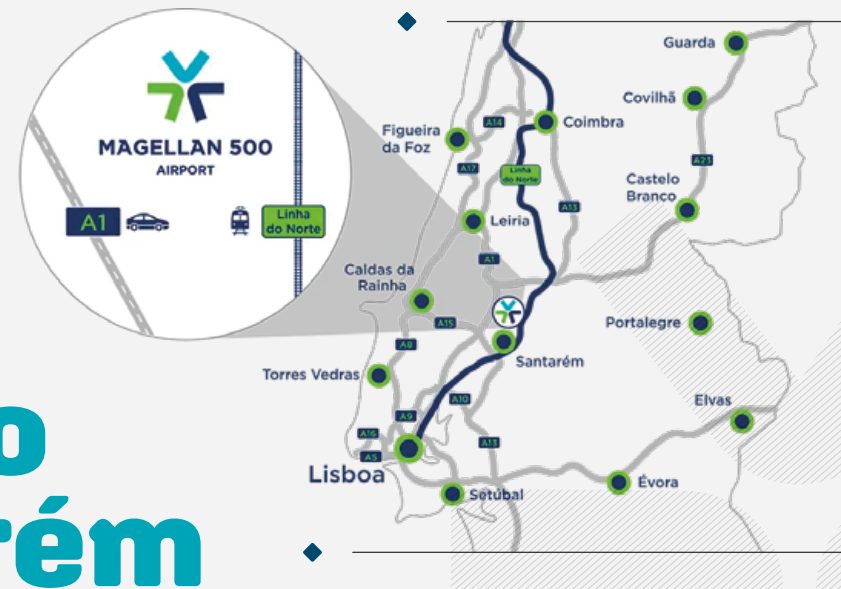 MAGELLAN 500
AIRPORT
A1
Linha
do Norte
Guarda
Covilhã
A23
Castelo
Branco
Figueira
da Foz
A14
Coimbra
A17
Linha
do Norte
A13
Leiria
A1
Caldas da
Rainha
A15
A8
Santarém
Portalegre
Torres Vedras
A10
Elvas
A9
A16
A5
A13
Lisboa
Setúbal
Évora
o
rém